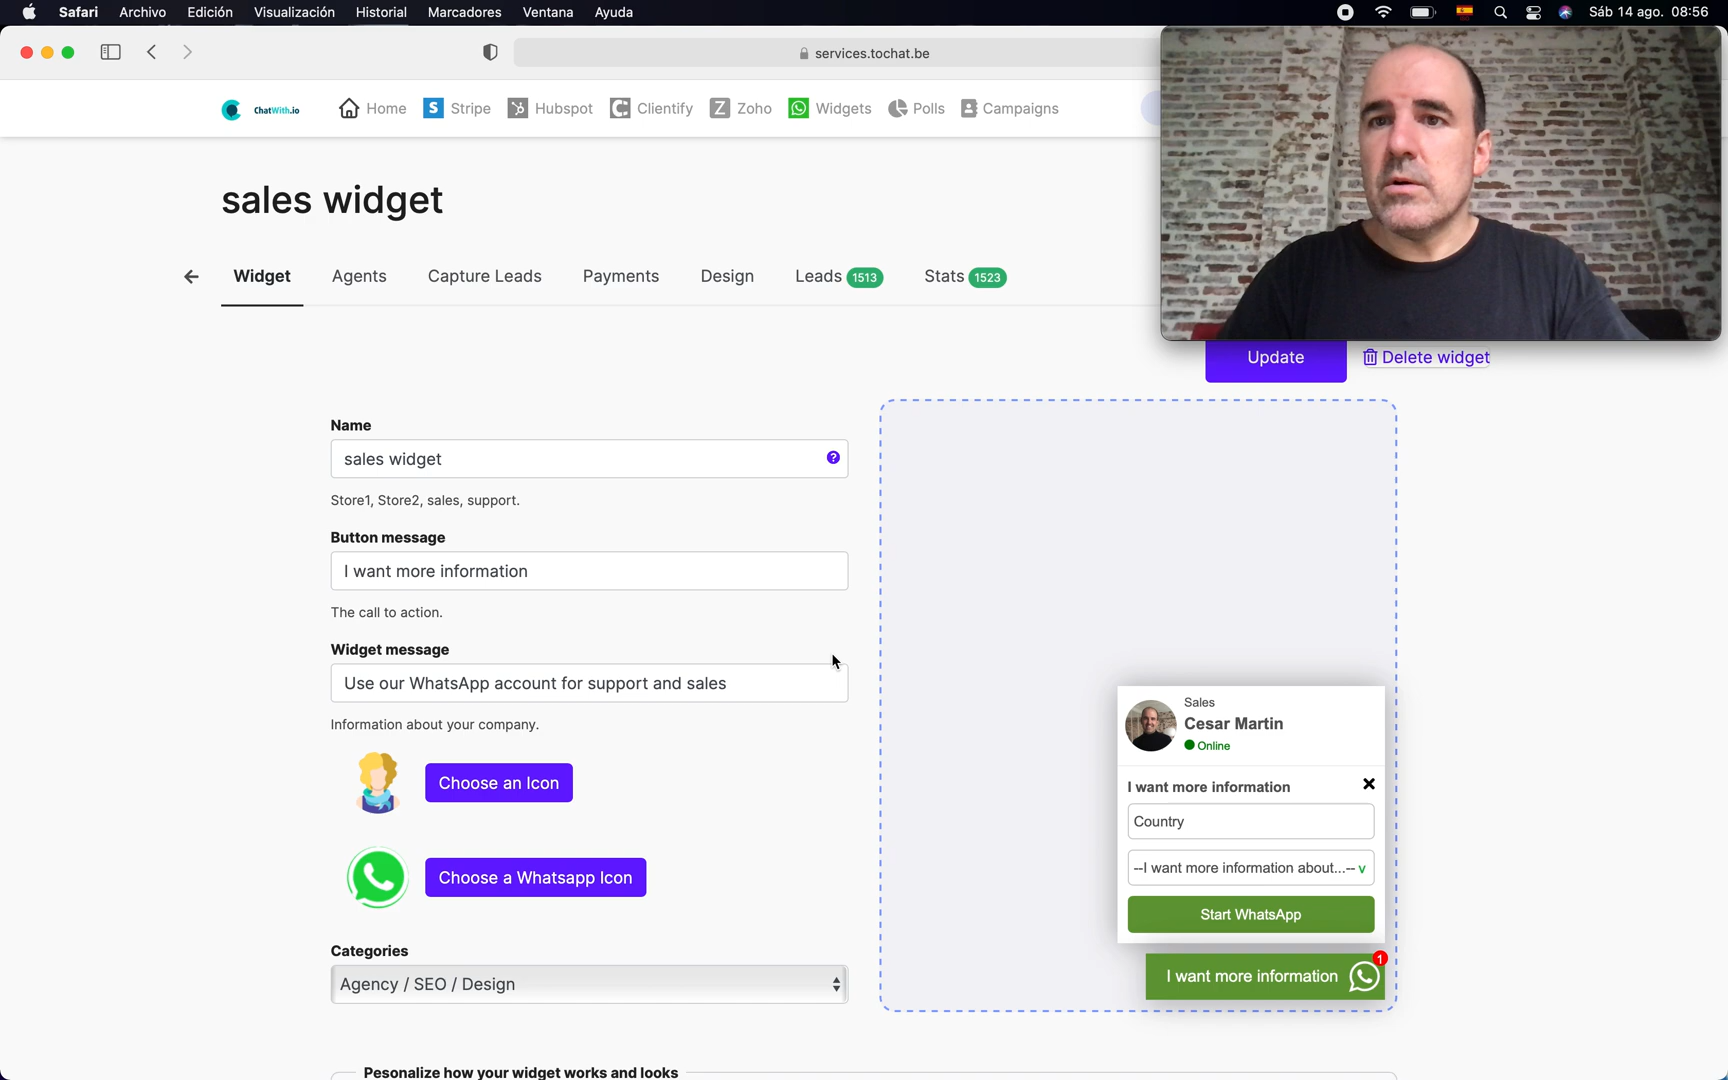 Safari Archivo Edición Visualización Historial Marcadores Ventana Ayuda Sáb 14 ago. 08:56
services.tochat.be
ChatWith.io Home Stripe Hubspot Clientify Zoho Widgets Polls Campaigns
sales widget
Widget Agents Capture Leads Payments Design Leads 1513 Stats 1523
Update Delete widget
Name
sales widget ?
Store1, Store2, sales, support.
Button message
I want more information
The call to action.
Widget message
Use our WhatsApp account for support and sales
Information about your company.
Choose an Icon
Choose a Whatsapp Icon
Categories
Agency / SEO / Design
Pesonalize how your widget works and looks
Sales
Cesar Martin
Online
I want more information
Country
--I want more information about...-- v
Start WhatsApp
I want more information 1